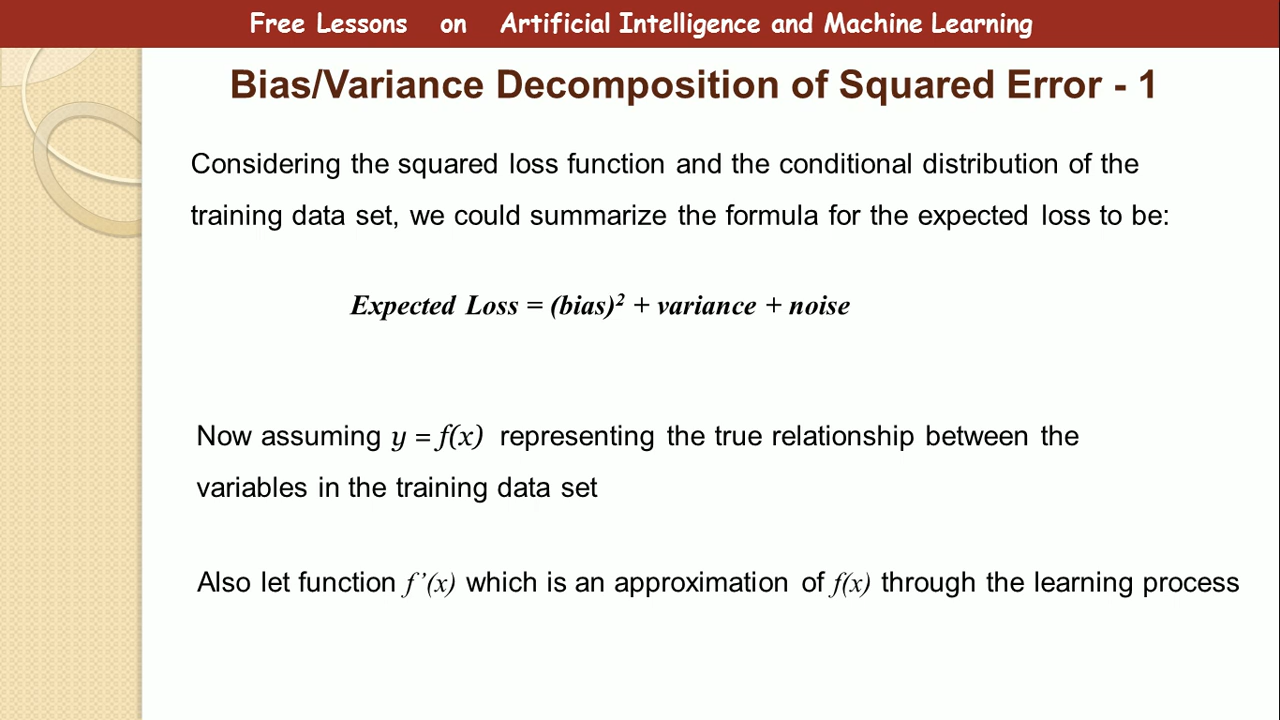 Free Lessons on Artificial Intelligence and Machine Learning
Bias/Variance Decomposition of Squared Error - 1
Considering the squared loss function and the conditional distribution of the
training data set, we could summarize the formula for the expected loss to be:
Expected Loss = (bias)² + variance + noise
Now assuming y = f(x) representing the true relationship between the
variables in the training data set
Also let function f’(x) which is an approximation of f(x) through the learning process